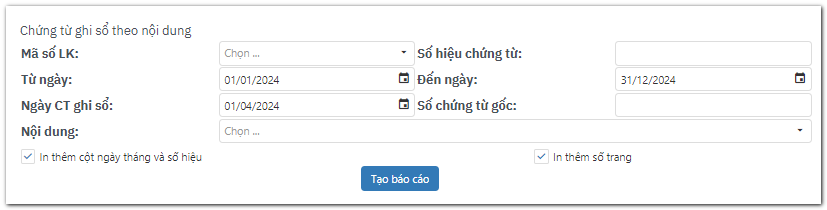 Chứng từ ghi sổ theo nội dung
Mã số LK: Chọn ... Số hiệu chứng từ:
Từ ngày: 01/01/2024 Đến ngày: 31/12/2024
Ngày CT ghi sổ: 01/04/2024 Số chứng từ gốc:
Nội dung: Chọn ...
In thêm cột ngày tháng và số hiệu In thêm số trang
Tạo báo cáo